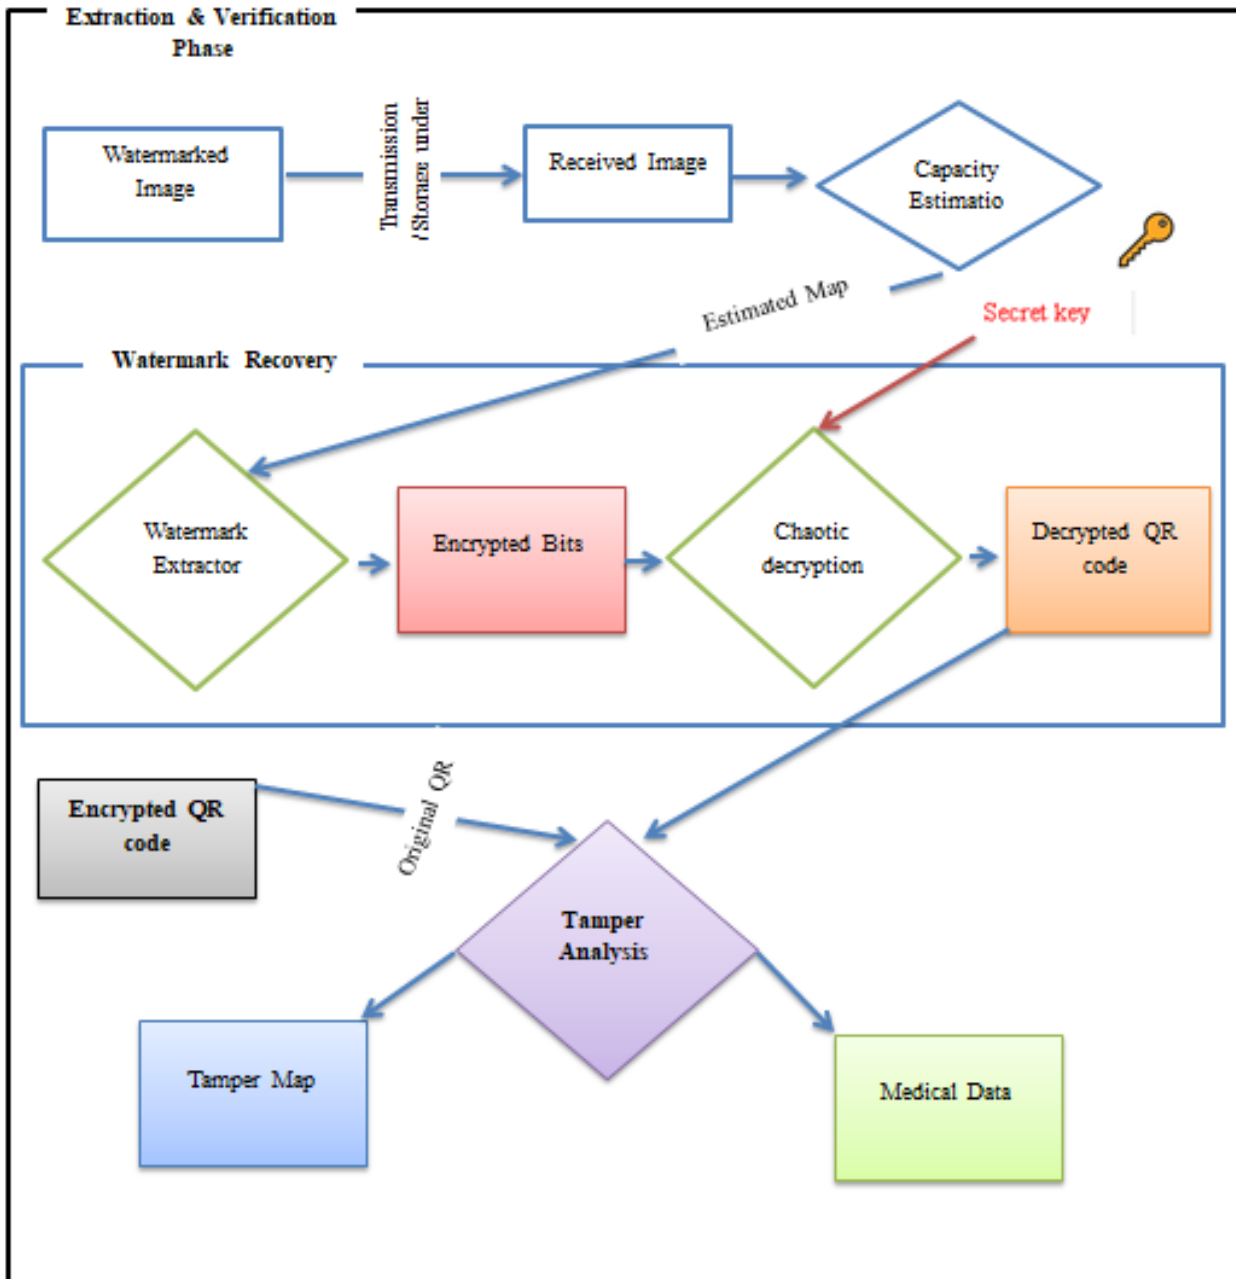 Extraction & Verification
Phase
Watermarked
Image
Transmission
/Storage under
Received Image
Capacity
Estimatio
Estimated Map
Secret key
Watermark Recovery
Watermark
Extractor
Encrypted Bits
Chaotic
decryption
Decrypted QR
code
Encrypted QR
code
Original QR
Tamper
Analysis
Tamper Map
Medical Data